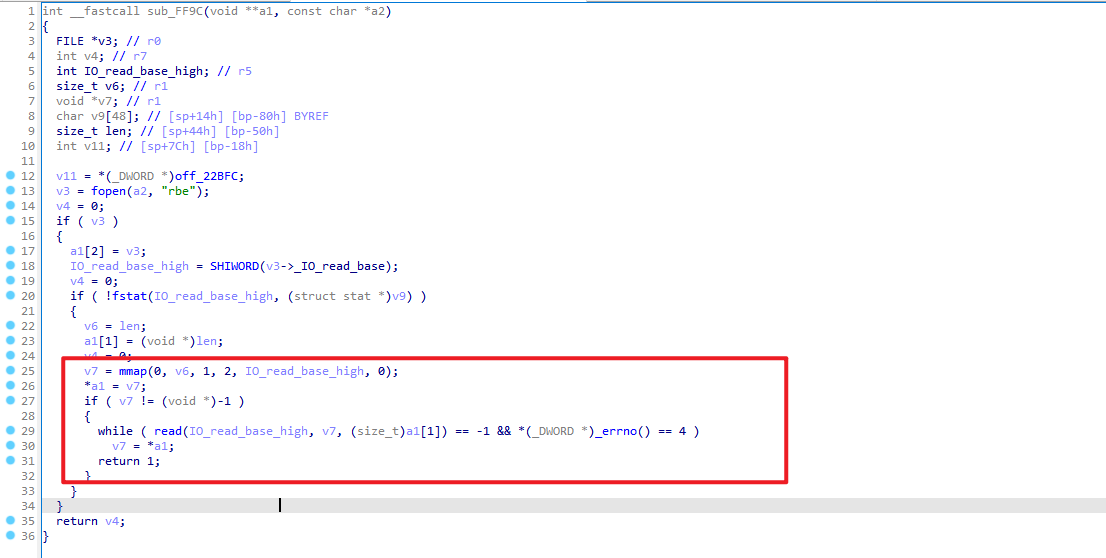 1 int __fastcall sub_FF9C(void **a1, const char *a2)
2 {
3 FILE *v3; // r0
4 int v4; // r7
5 int IO_read_base_high; // r5
6 size_t v6; // r1
7 void *v7; // r1
8 char v9[48]; // [sp+14h] [bp-80h] BYREF
9 size_t len; // [sp+44h] [bp-50h]
10 int v11; // [sp+7Ch] [bp-18h]
11
12 v11 = *(_DWORD *)off_22BFC;
13 v3 = fopen(a2, "rbe");
14 v4 = 0;
15 if ( v3 )
16 {
17 a1[2] = v3;
18 IO_read_base_high = SHIWORD(v3->_IO_read_base);
19 v4 = 0;
20 if ( !fstat(IO_read_base_high, (struct stat *)v9) )
21 {
22 v6 = len;
23 a1[1] = (void *)len;
24 v4 = 0;
25 v7 = mmap(0, v6, 1, 2, IO_read_base_high, 0);
26 *a1 = v7;
27 if ( v7 != (void *)-1 )
28 {
29 while ( read(IO_read_base_high, v7, (size_t)a1[1]) == -1 && *(_DWORD *)_errno() == 4 )
30 v7 = *a1;
31 return 1;
32 }
33 }
34 }
35 return v4;
36 }